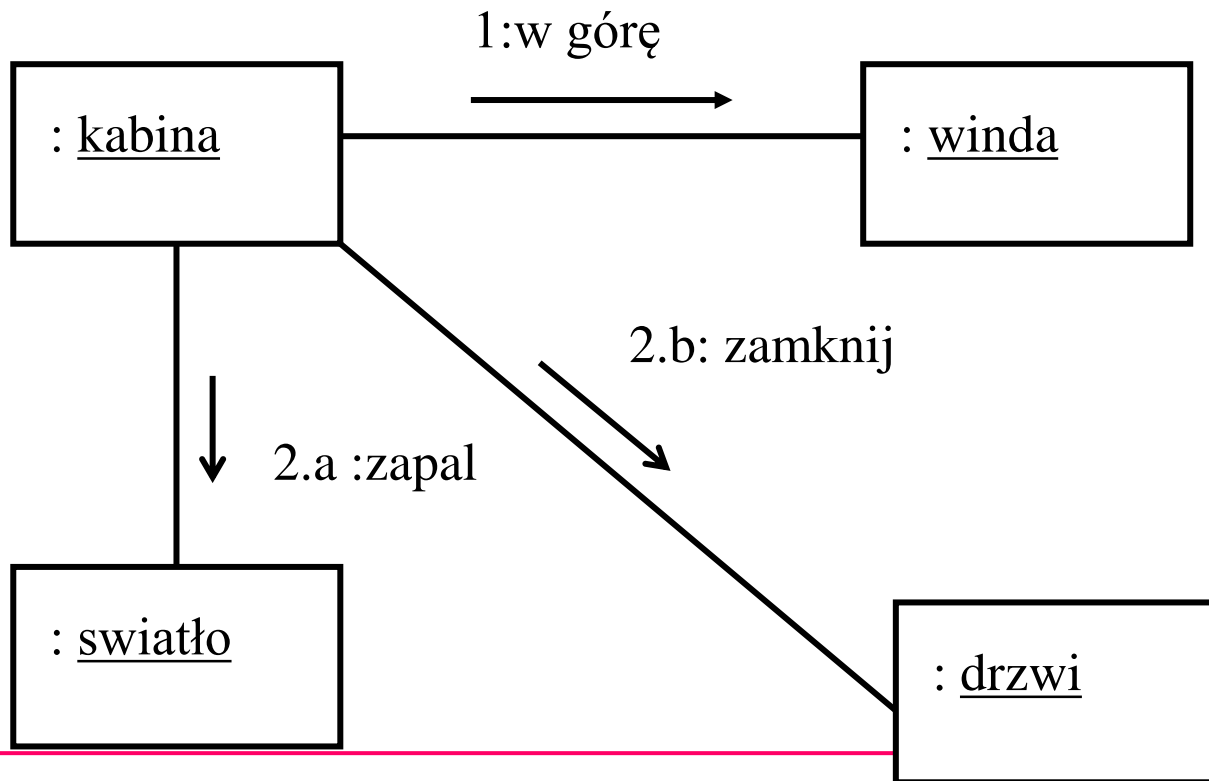 1:w górę
: kabina
: winda
2.b: zamknij
2.a :zapal
: swiatło
: drzwi